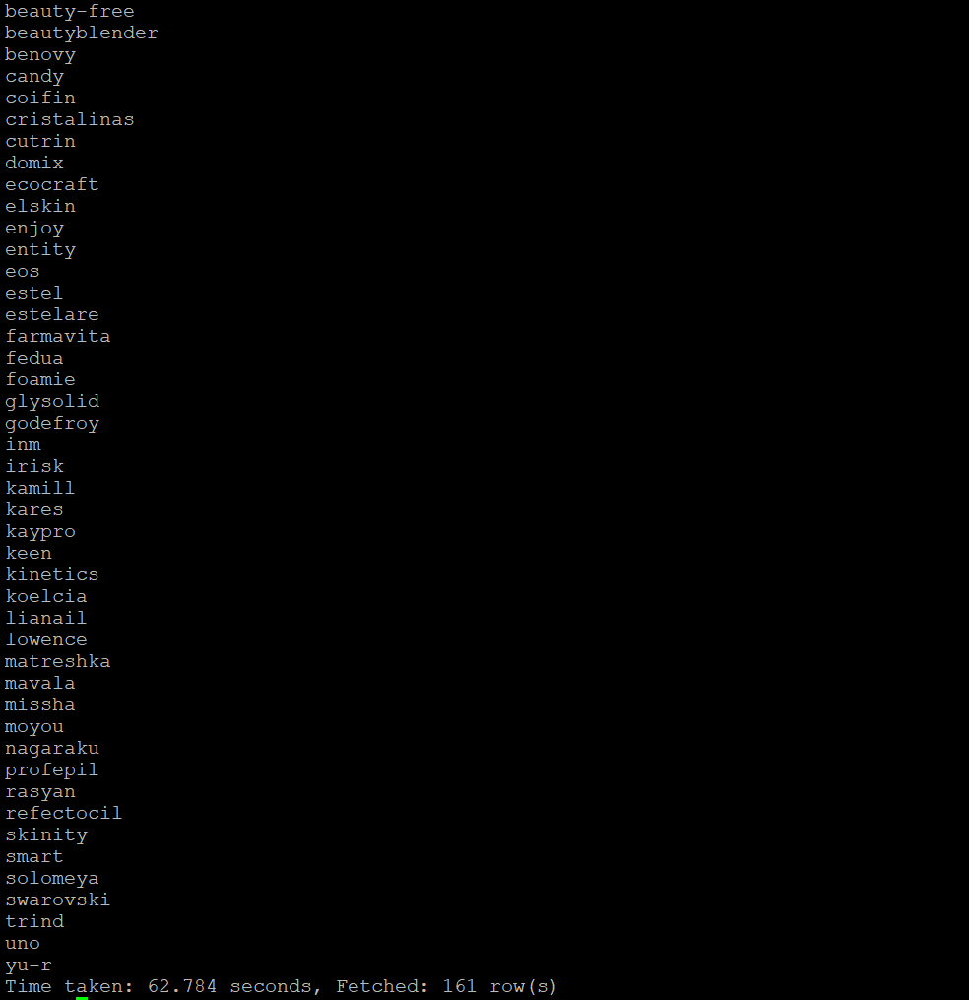 beauty-free
beautyblender
benovy
candy
coifin
cristalinas
cutrin
domix
ecocraft
elskin
enjoy
entity
eos
estel
estelare
farmavita
fedua
foamie
glysolid
godefroy
inm
irisk
kamill
kares
kaypro
keen
kinetics
koelcia
lianail
lowence
matreshka
mavala
missha
moyou
nagaraku
profepil
rasyan
refectocil
skinity
smart
solomeya
swarovski
trind
uno
yu-r
Time taken: 62.784 seconds, Fetched: 161 row(s)